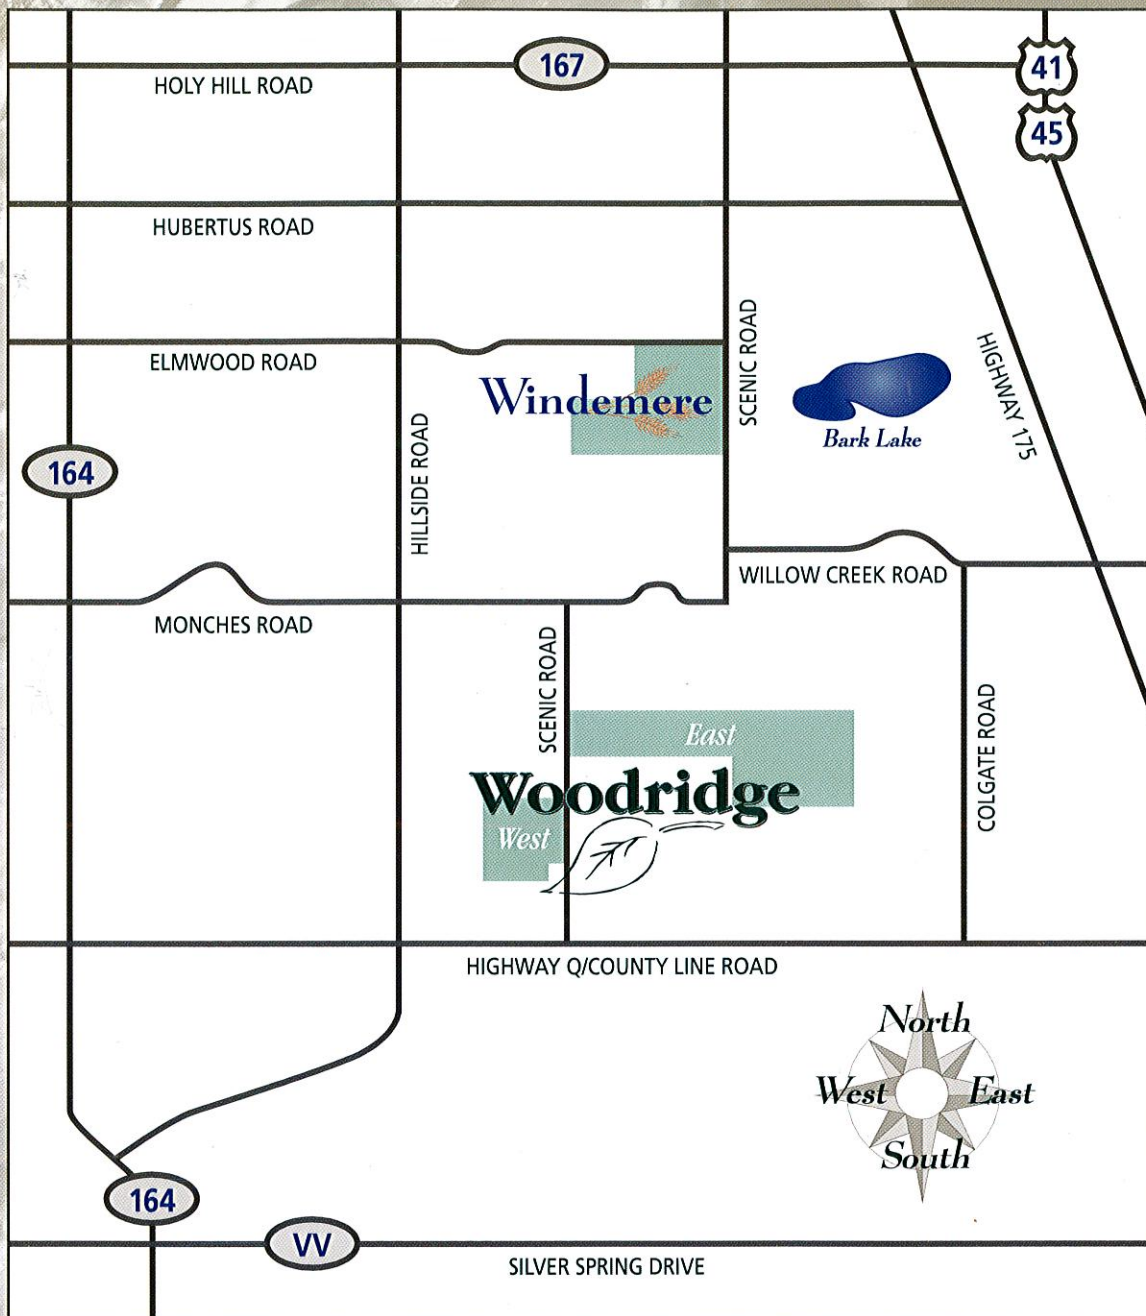 167
41
HOLY HILL ROAD
45
HUBERTUS ROAD
ELMWOOD ROAD
SCENIC ROAD
HIGHWAY 175
Windemere
Bark Lake
164
HILLSIDE ROAD
WILLOW CREEK ROAD
MONCHES ROAD
SCENIC ROAD
East
COLGATE ROAD
Woodridge
West
HIGHWAY Q/COUNTY LINE ROAD
North
West East
South
164
VV
SILVER SPRING DRIVE